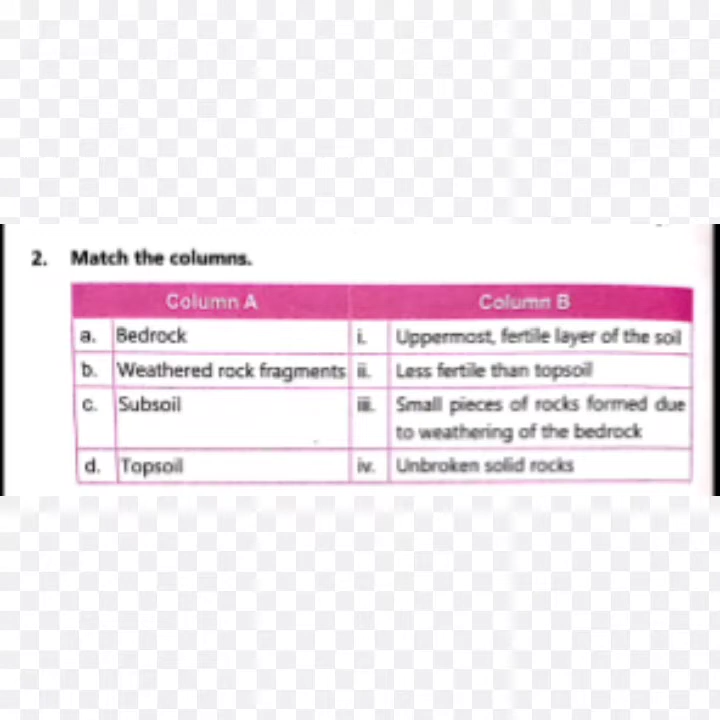 2. Match the columns.
Column A Column B
a. Bedrock i. Uppermost, fertile layer of the soil
b. Weathered rock fragments ii. Less fertile than topsoil
c. Subsoil iii. Small pieces of rocks formed due
to weathering of the bedrock
d. Topsoil iv. Unbroken solid rocks